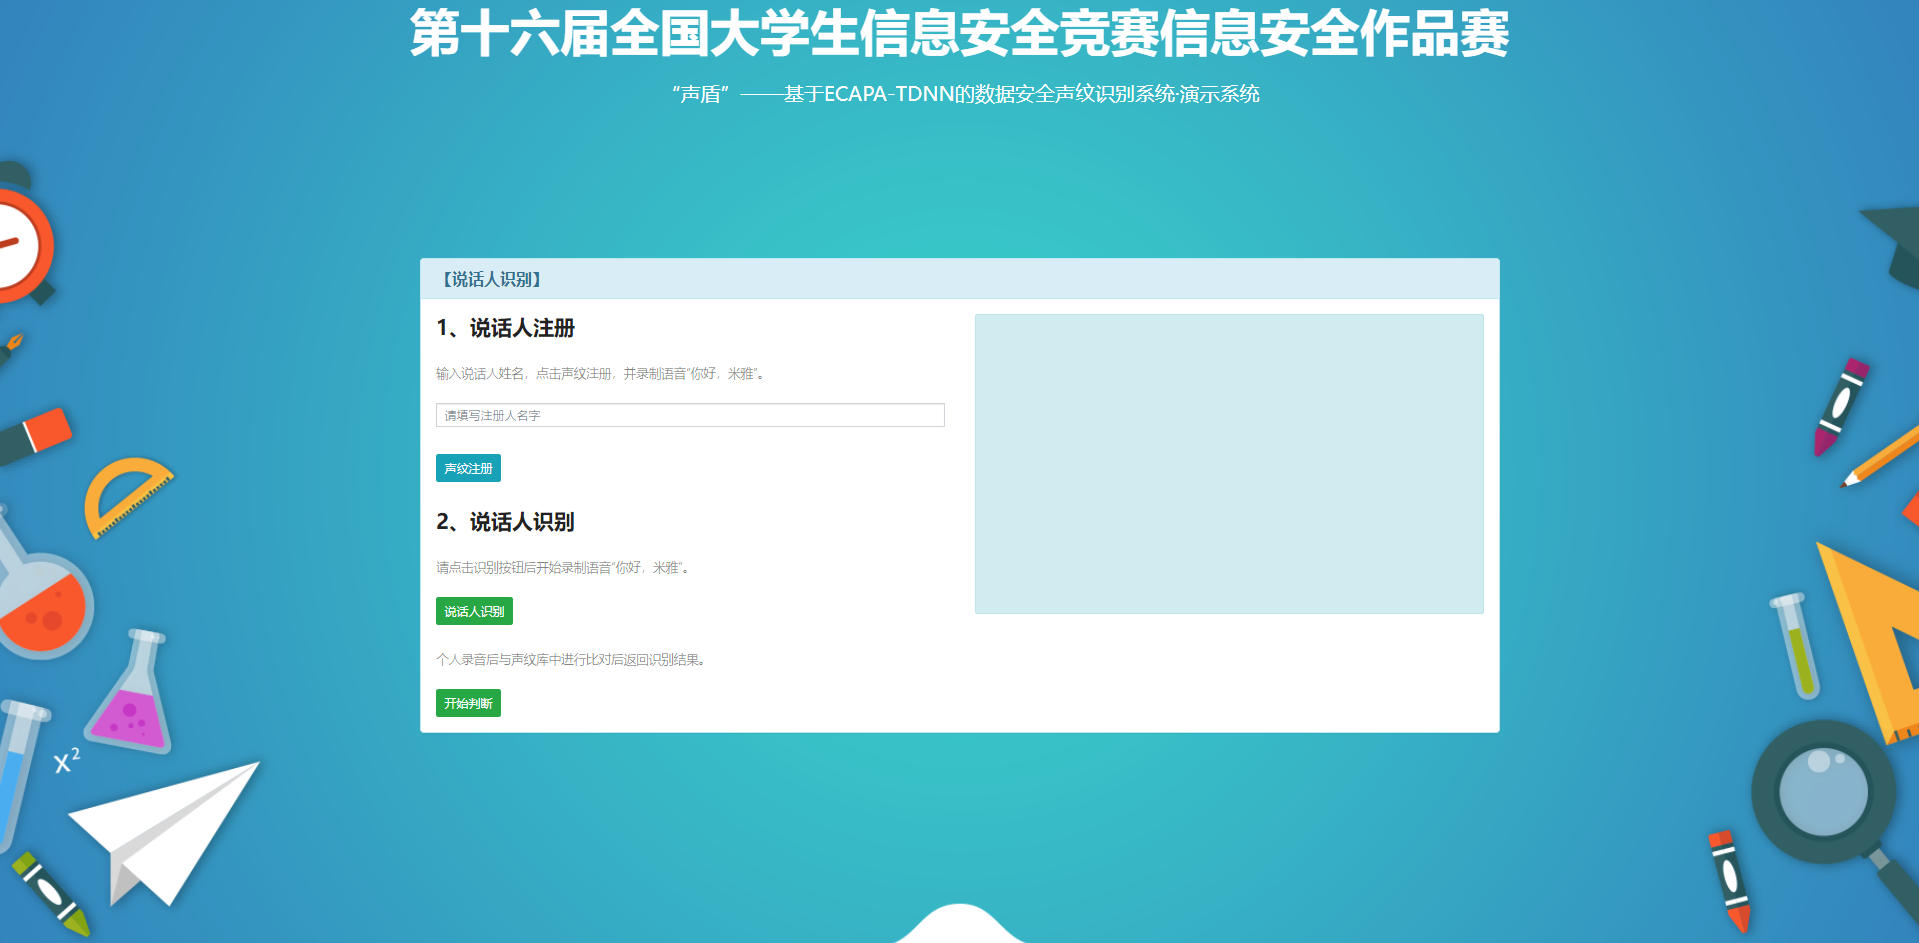 第十六届全国大学生信息安全竞赛信息安全作品赛
“声盾”——基于ECAPA-TDNN的数据安全声纹识别系统·演示系统
【说话人识别】
1、说话人注册
输入说话人姓名，点击声纹注册，并录制语音“你好，米雅”。
请填写注册人名字
声纹注册
2、说话人识别
请点击识别按钮后开始录制语音“你好，米雅”。
说话人识别
个人录音后与声纹库中进行比对后返回识别结果。
开始判断
x²